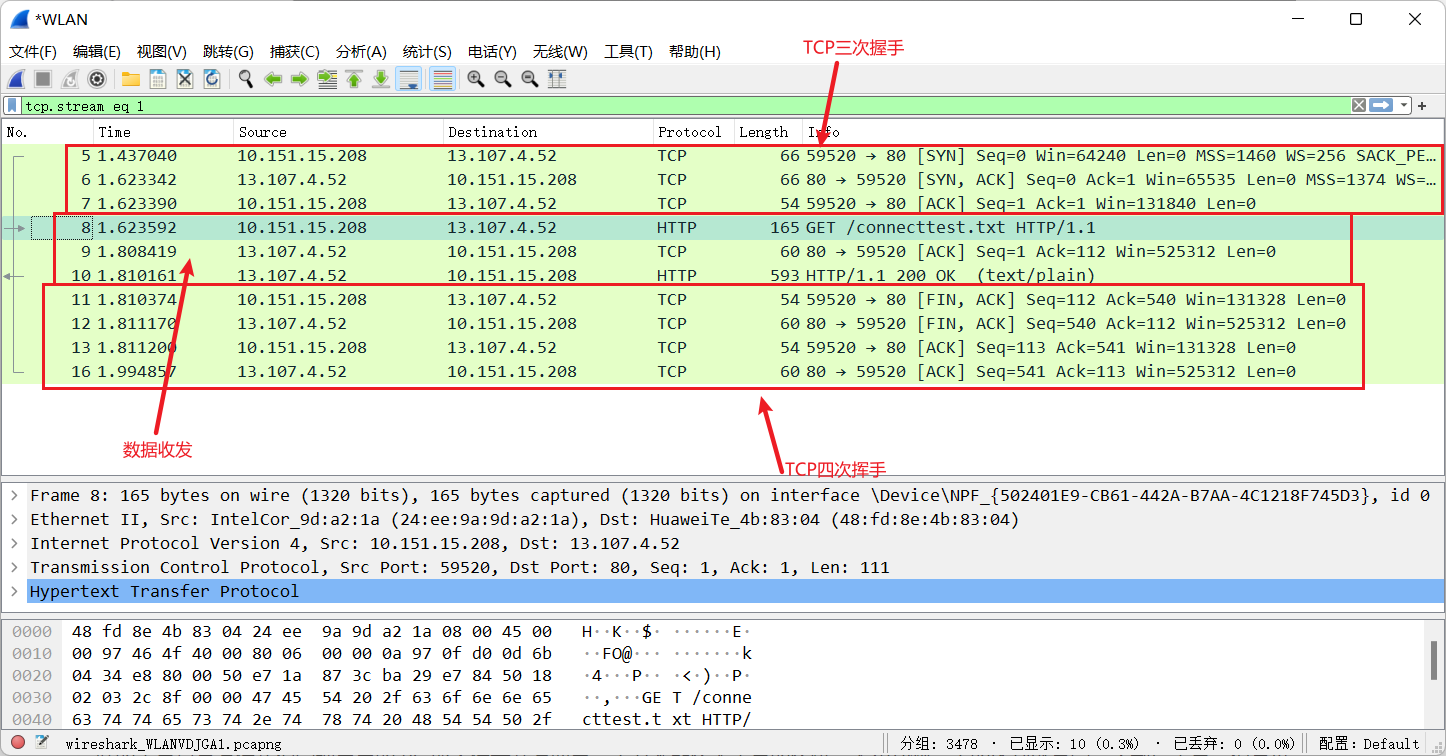 *WLAN
文件(F) 编辑(E) 视图(V) 跳转(G) 捕获(C) 分析(A) 统计(S) 电话(Y) 无线(W) 工具(T) 帮助(H)
TCP三次握手
tcp.stream eq 1
No. Time Source Destination Protocol Length Info
5 1.437040 10.151.15.208 13.107.4.52 TCP 66 59520 → 80 [SYN] Seq=0 Win=64240 Len=0 MSS=1460 WS=256 SACK_PE…
6 1.623342 13.107.4.52 10.151.15.208 TCP 66 80 → 59520 [SYN, ACK] Seq=0 Ack=1 Win=65535 Len=0 MSS=1374 WS=…
7 1.623390 10.151.15.208 13.107.4.52 TCP 54 59520 → 80 [ACK] Seq=1 Ack=1 Win=131840 Len=0
8 1.623592 10.151.15.208 13.107.4.52 HTTP 165 GET /connecttest.txt HTTP/1.1
9 1.808419 13.107.4.52 10.151.15.208 TCP 60 80 → 59520 [ACK] Seq=1 Ack=112 Win=525312 Len=0
10 1.810161 13.107.4.52 10.151.15.208 HTTP 593 HTTP/1.1 200 OK (text/plain)
11 1.810374 10.151.15.208 13.107.4.52 TCP 54 59520 → 80 [FIN, ACK] Seq=112 Ack=540 Win=131328 Len=0
12 1.811170 13.107.4.52 10.151.15.208 TCP 60 80 → 59520 [FIN, ACK] Seq=540 Ack=112 Win=525312 Len=0
13 1.811200 10.151.15.208 13.107.4.52 TCP 54 59520 → 80 [ACK] Seq=113 Ack=541 Win=131328 Len=0
16 1.994857 13.107.4.52 10.151.15.208 TCP 60 80 → 59520 [ACK] Seq=541 Ack=113 Win=525312 Len=0
数据收发
TCP四次挥手
Frame 8: 165 bytes on wire (1320 bits), 165 bytes captured (1320 bits) on interface \Device\NPF_{502401E9-CB61-442A-B7AA-4C1218F745D3}, id 0
Ethernet II, Src: IntelCor_9d:a2:1a (24:ee:9a:9d:a2:1a), Dst: HuaweiTe_4b:83:04 (48:fd:8e:4b:83:04)
Internet Protocol Version 4, Src: 10.151.15.208, Dst: 13.107.4.52
Transmission Control Protocol, Src Port: 59520, Dst Port: 80, Seq: 1, Ack: 1, Len: 111
Hypertext Transfer Protocol
0000 48 fd 8e 4b 83 04 24 ee 9a 9d a2 1a 08 00 45 00 H··K··$· ······E·
0010 00 97 46 4f 40 00 80 06 00 00 0a 97 0f d0 0d 6b ··FO@··· ·······k
0020 04 34 e8 80 00 50 e7 1a 87 3c ba 29 e7 84 50 18 ·4···P·· ·<·)··P·
0030 02 03 2c 8f 00 00 47 45 54 20 2f 63 6f 6e 6e 65 ··,···GE T /conne
0040 63 74 74 65 73 74 2e 74 78 74 20 48 54 54 50 2f cttest.t xt HTTP/
wireshark_WLANVDJGA1.pcapng 分组: 3478 · 已显示: 10 (0.3%) · 已丢弃: 0 (0.0%) 配置: Default